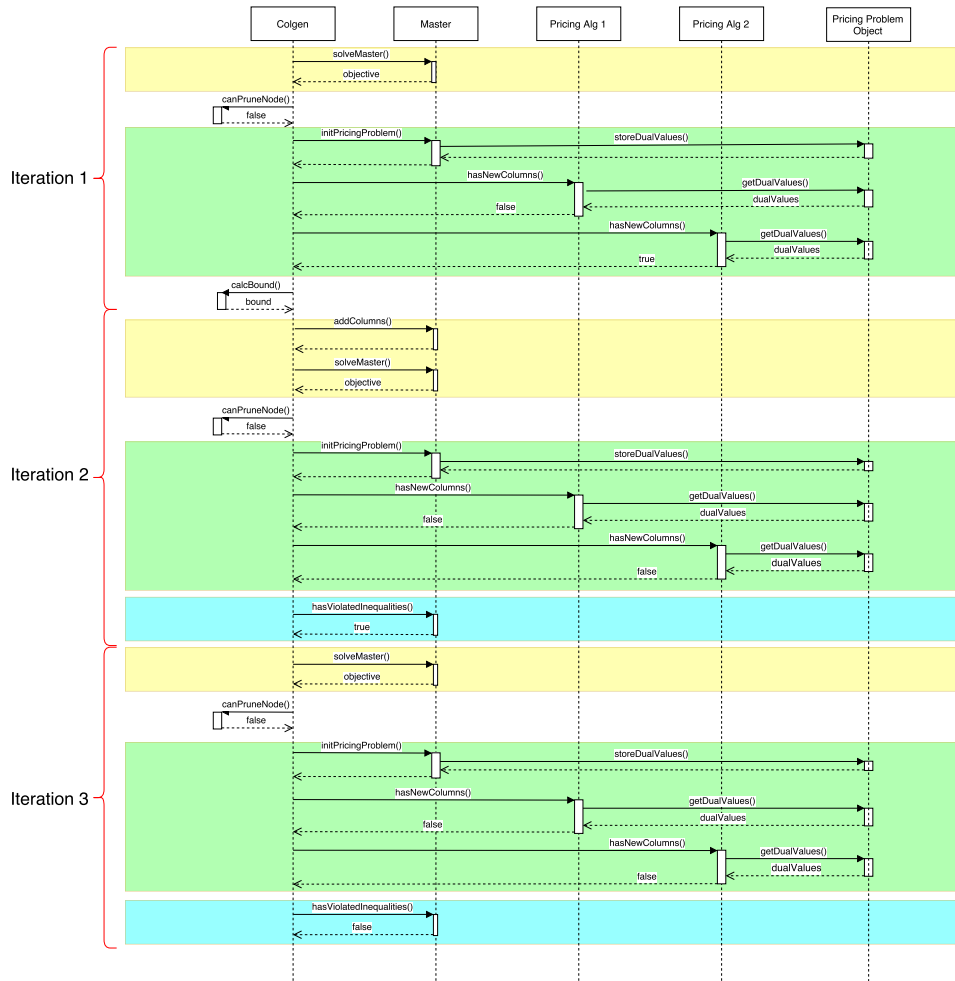 Colgen
Master
Pricing Alg 1
Pricing Alg 2
Pricing Problem
Object
Iteration 1
solveMaster()
objective
canPruneNode()
false
initPricingProblem()
storeDualValues()
hasNewColumns()
getDualValues()
dualValues
false
hasNewColumns()
getDualValues()
dualValues
true
calcBound()
bound
Iteration 2
addColumns()
solveMaster()
objective
canPruneNode()
false
initPricingProblem()
storeDualValues()
hasNewColumns()
getDualValues()
dualValues
false
hasNewColumns()
getDualValues()
dualValues
false
hasViolatedInequalities()
true
Iteration 3
solveMaster()
objective
canPruneNode()
false
initPricingProblem()
storeDualValues()
hasNewColumns()
getDualValues()
dualValues
false
hasNewColumns()
getDualValues()
dualValues
false
hasViolatedInequalities()
false